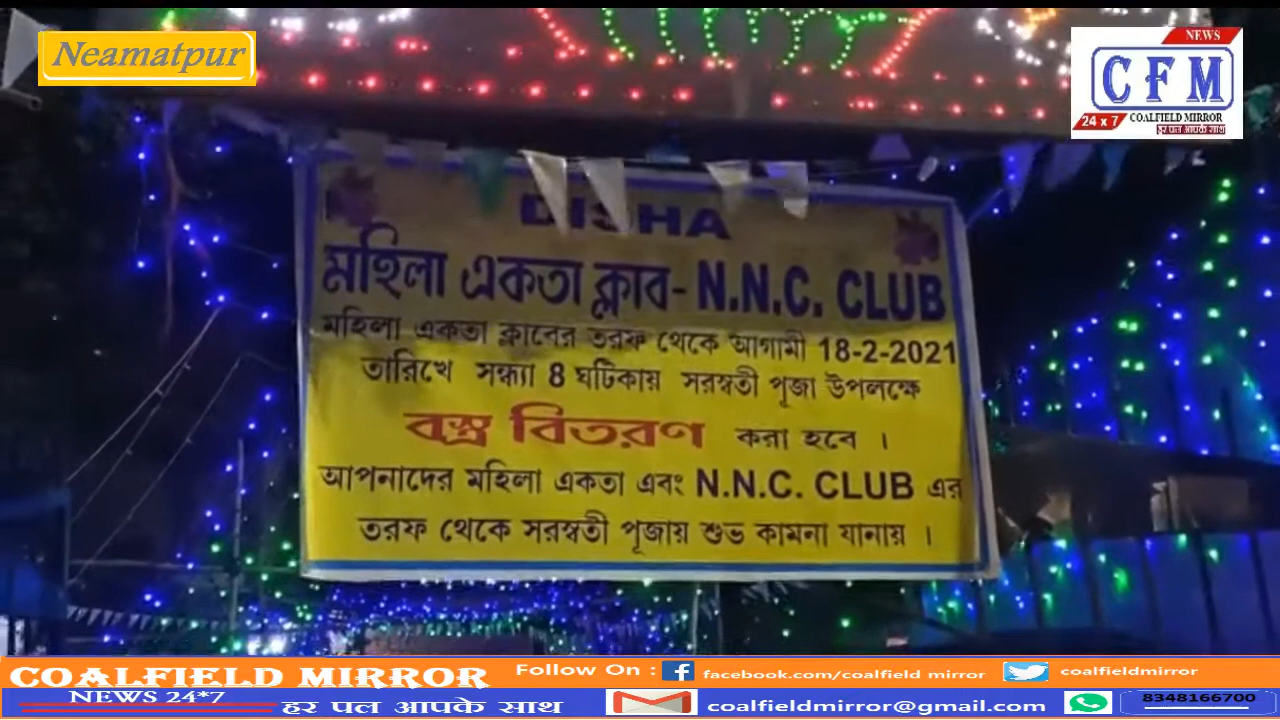 Neamatpur
NEWS
CFM
24 x 7 COALFIELD MIRROR
हर पल आपके साथ
DISHA
মহিলা একতা ক্লাব- N.N.C. CLUB
মহিলা একতা ক্লাবের তরফ থেকে আগামী 18-2-2021
তারিখে সন্ধ্যা 8 ঘটিকায় সরস্বতী পূজা উপলক্ষে
বস্ত্র বিতরণ করা হবে ।
আপনাদের মহিলা একতা এবং N.N.C. CLUB এর
তরফ থেকে সরস্বতী পূজায় শুভ কামনা যানায় ।
COALFIELD MIRROR Follow On : facebook.com/coalfield mirror coalfieldmirror
NEWS 24*7 हर पल आपके साथ coalfieldmirror@gmail.com 8348166700